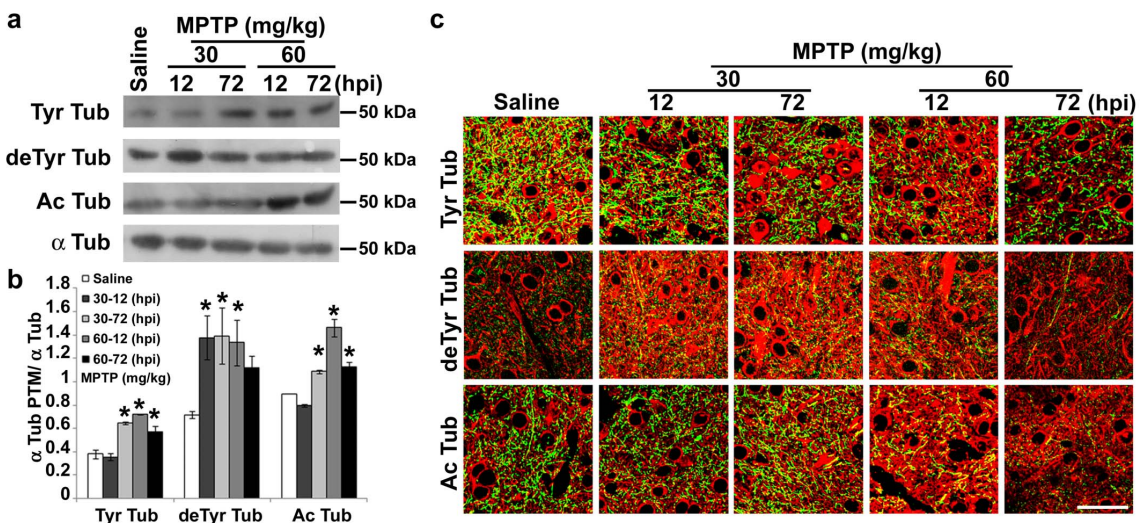 a
MPTP (mg/kg)
Saline
30 60
12 72 12 72 (hpi)
Tyr Tub 50 kDa
deTyr Tub 50 kDa
Ac Tub 50 kDa
α Tub 50 kDa
b
α Tub PTM/ α Tub
1.8
1.6
1.4
1.2
1
0.8
0.6
0.4
0.2
0
Saline
30-12 (hpi)
30-72 (hpi)
60-12 (hpi)
60-72 (hpi)
MPTP (mg/kg)
* * *
* * *
* * *
Tyr Tub deTyr Tub Ac Tub
c
MPTP (mg/kg)
30 60
Saline 12 72 12 72 (hpi)
Tyr Tub
deTyr Tub
Ac Tub